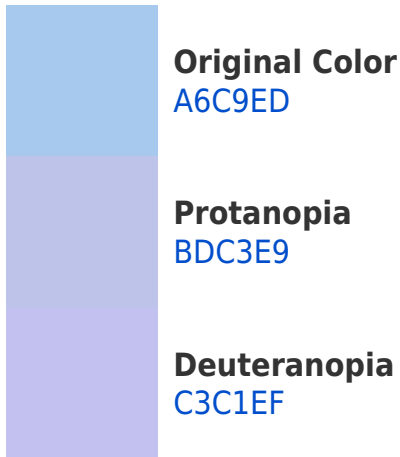 Original Color
A6C9ED
Protanopia
BDC3E9
Deuteranopia
C3C1EF